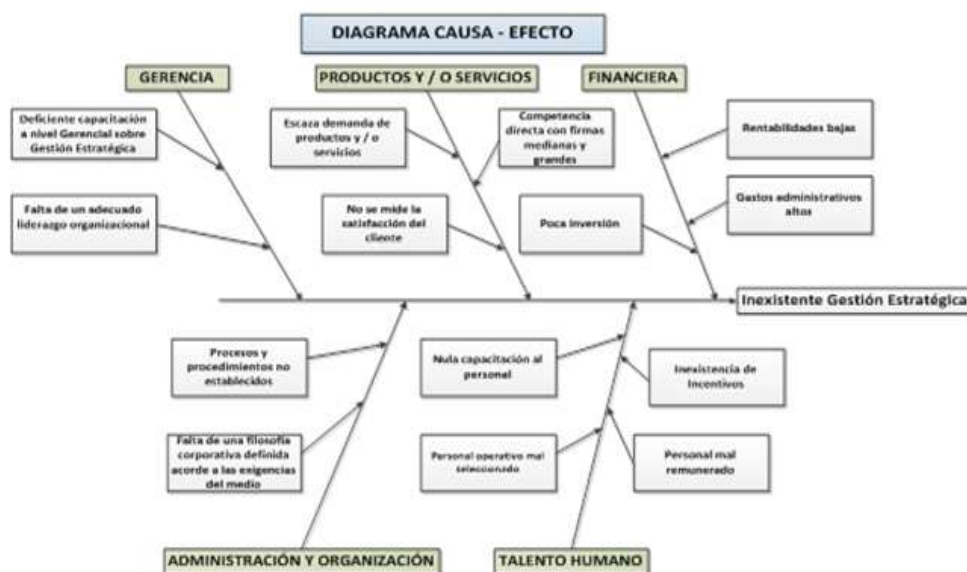 DIAGRAMA CAUSA - EFECTO
GERENCIA
PRODUCTOS Y / O SERVICIOS
FINANCIERA
Deficiente capacitación
a nivel Gerencial sobre
Gestión Estratégica
Escaza demanda de
productos y / o
servicios
Competencia
directa con firmas
medianas y
grandes
Rentabilidades bajas
Falta de un adecuado
liderazgo organizacional
No se mide la
satisfacción del
cliente
Poca inversión
Gastos administrativos
altos
Inexistente Gestión Estratégica
Procesos y
procedimientos no
establecidos
Nula capacitación al
personal
Inexistencia de
Incentivos
Falta de una filosofía
corporativa definida
acorde a las exigencias
del medio
Personal operativo mal
seleccionado
Personal mal
remunerado
ADMINISTRACIÓN Y ORGANIZACIÓN
TALENTO HUMANO